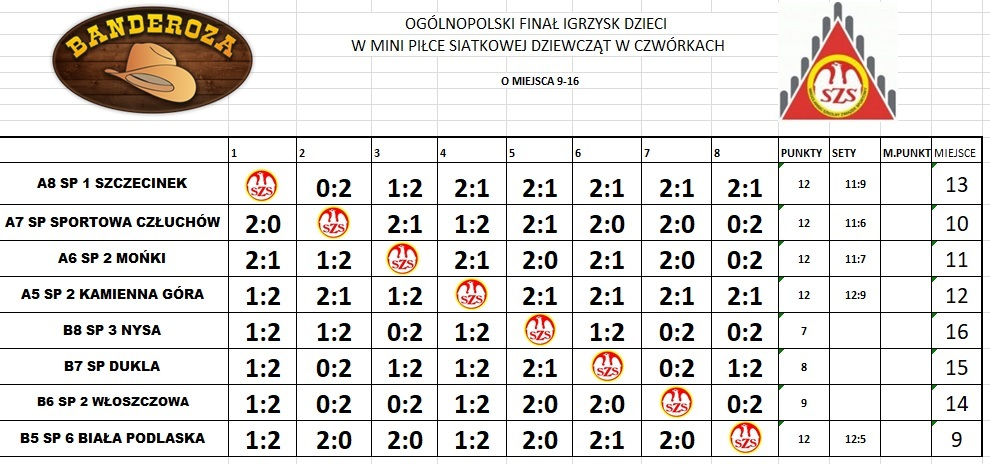 BANDEROZA
OGÓLNOPOLSKI FINAŁ IGRZYSK DZIECI
W MINI PIŁCE SIATKOWEJ DZIEWCZĄT W CZWÓRKACH
O MIEJSCA 9-16
SZS
1 2 3 4 5 6 7 8 PUNKTY SETY M.PUNKT MIEJSCE
A8 SP 1 SZCZECINEK SZS 0:2 1:2 2:1 2:1 2:1 2:1 2:1 12 11:9 13
A7 SP SPORTOWA CZŁUCHÓW 2:0 SZS 2:1 1:2 2:1 2:0 2:0 0:2 12 11:6 10
A6 SP 2 MOŃKI 2:1 1:2 SZS 2:1 2:0 2:1 2:0 0:2 12 11:7 11
A5 SP 2 KAMIENNA GÓRA 1:2 2:1 1:2 SZS 2:1 2:1 2:1 2:1 12 12:9 12
B8 SP 3 NYSA 1:2 1:2 0:2 1:2 SZS 1:2 0:2 0:2 7 16
B7 SP DUKLA 1:2 0:2 1:2 1:2 2:1 SZS 0:2 1:2 8 15
B6 SP 2 WŁOSZCZOWA 1:2 0:2 0:2 1:2 2:0 2:0 SZS 0:2 9 14
B5 SP 6 BIAŁA PODLASKA 1:2 2:0 2:0 1:2 2:0 2:1 2:0 SZS 12 12:5 9